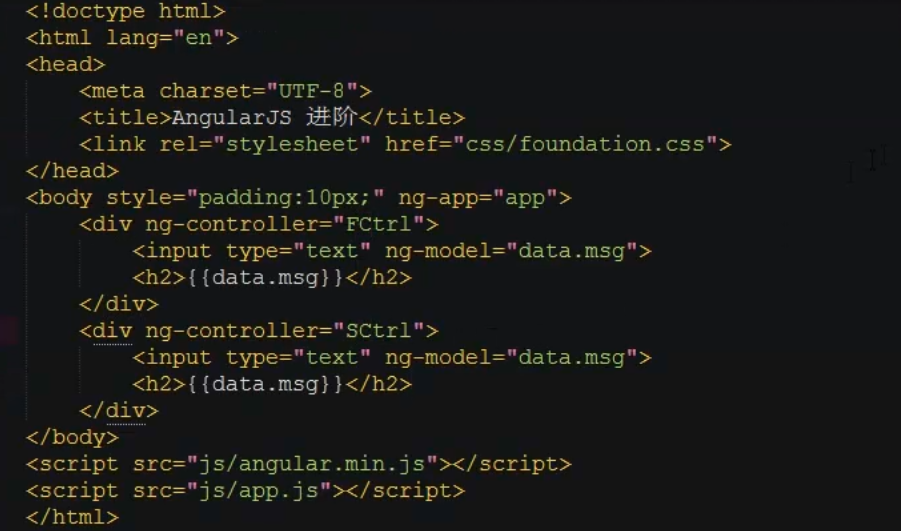 <!doctype html>
<html lang="en">
<head>
    <meta charset="UTF-8">
    <title>AngularJS 进阶</title>
    <link rel="stylesheet" href="css/foundation.css">
</head>
<body style="padding:10px;" ng-app="app">
    <div ng-controller="FCtrl">
        <input type="text" ng-model="data.msg">
        <h2>{{data.msg}}</h2>
    </div>
    <div ng-controller="SCtrl">
        <input type="text" ng-model="data.msg">
        <h2>{{data.msg}}</h2>
    </div>
</body>
<script src="js/angular.min.js"></script>
<script src="js/app.js"></script>
</html>